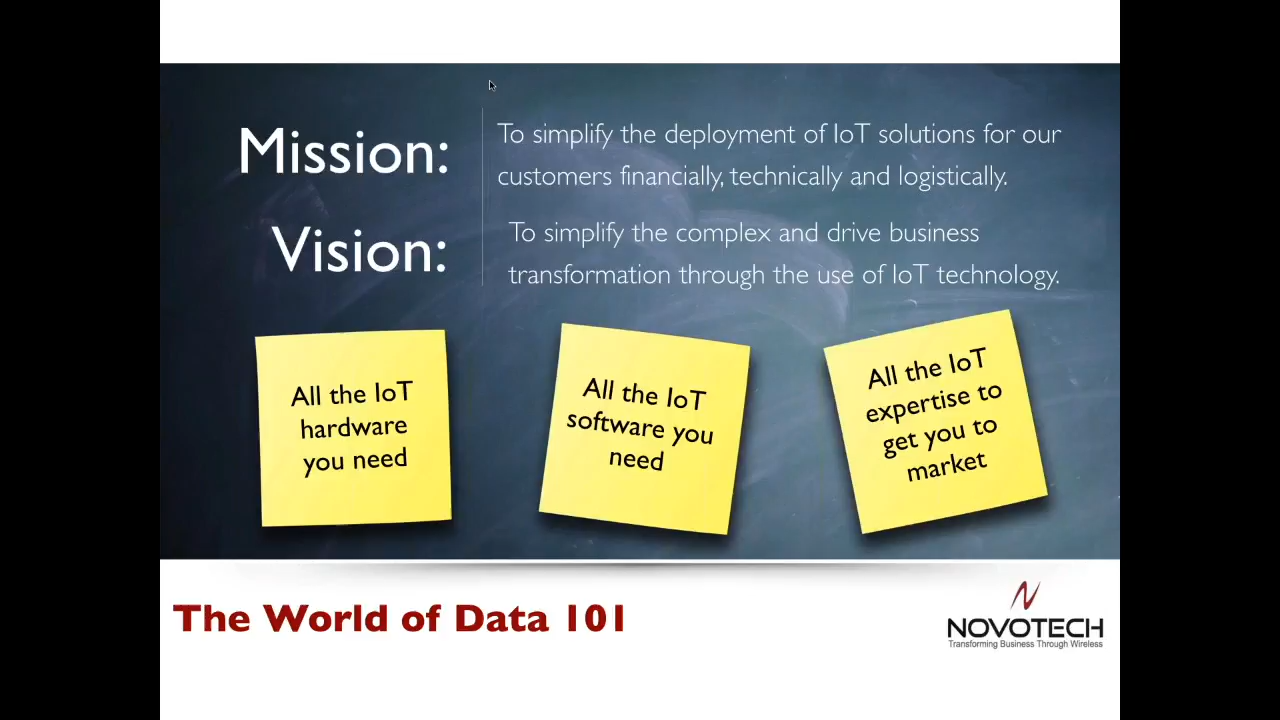 Mission:
To simplify the deployment of IoT solutions for our
customers financially, technically and logistically.
Vision:
To simplify the complex and drive business
transformation through the use of IoT technology.
All the IoT
hardware
you need
All the IoT
software you
need
All the IoT
expertise to
get you to
market
The World of Data 101
NOVOTECH
Transforming Business Through Wireless